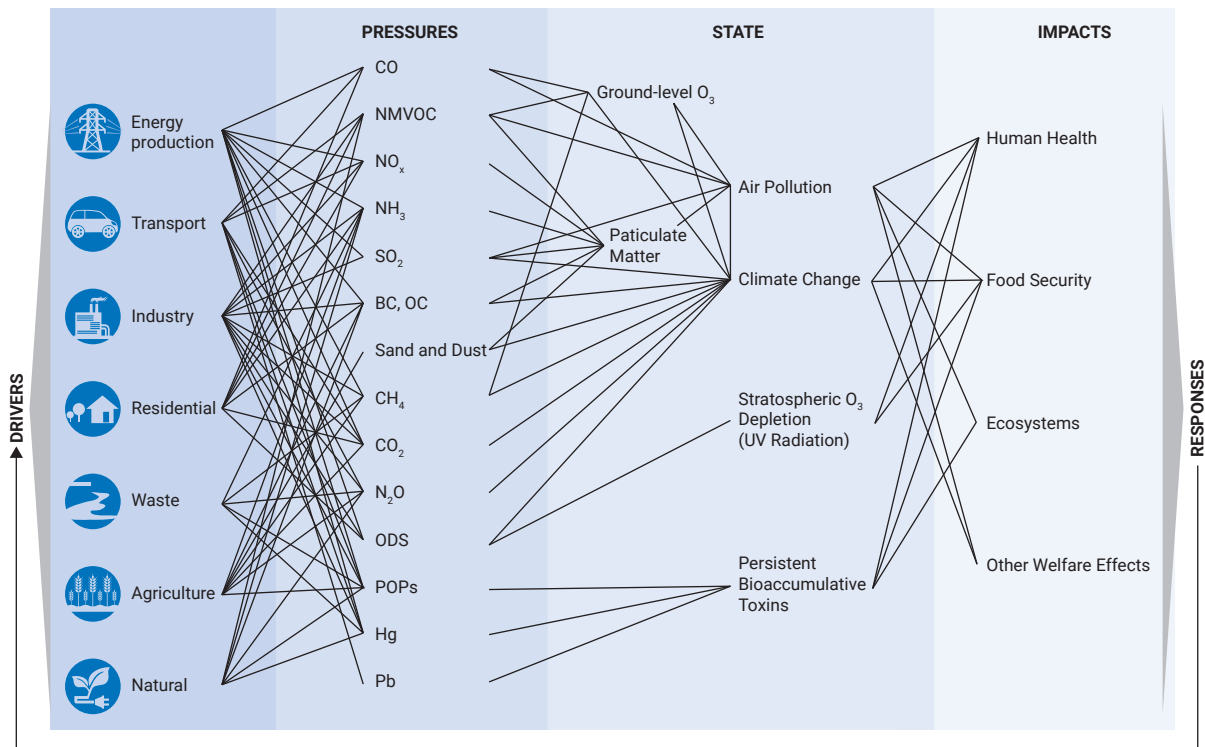 PRESSURES
STATE
IMPACTS
DRIVERS
Energy
production
Transport
Industry
Residential
Waste
Agriculture
Natural
CO
NMVOC
NOₓ
NH₃
SO₂
BC, OC
Sand and Dust
CH₄
CO₂
N₂O
ODS
POPs
Hg
Pb
Ground-level O₃
Air Pollution
Paticulate
Matter
Climate Change
Stratospheric O₃
Depletion
(UV Radiation)
Persistent
Bioaccumulative
Toxins
Human Health
Food Security
Ecosystems
Other Welfare Effects
RESPONSES